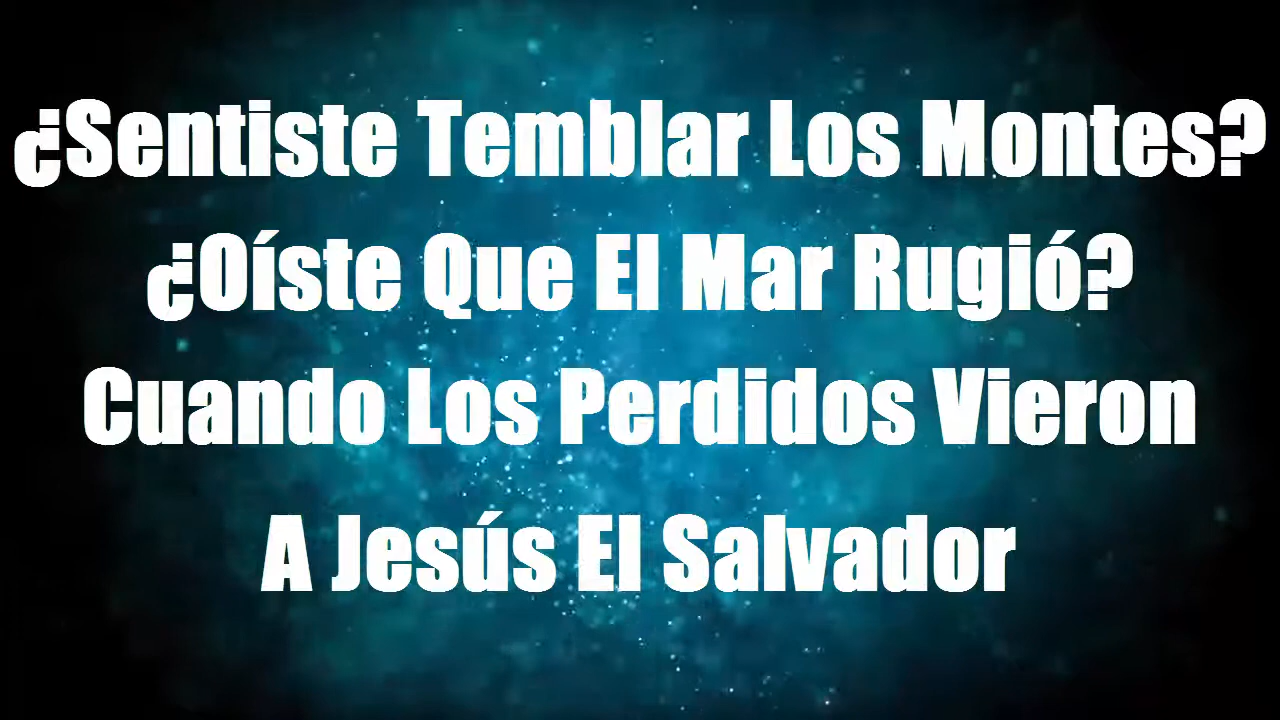 ¿Sentiste Temblar Los Montes?
¿Oíste Que El Mar Rugió?
Cuando Los Perdidos Vieron
A Jesús El Salvador